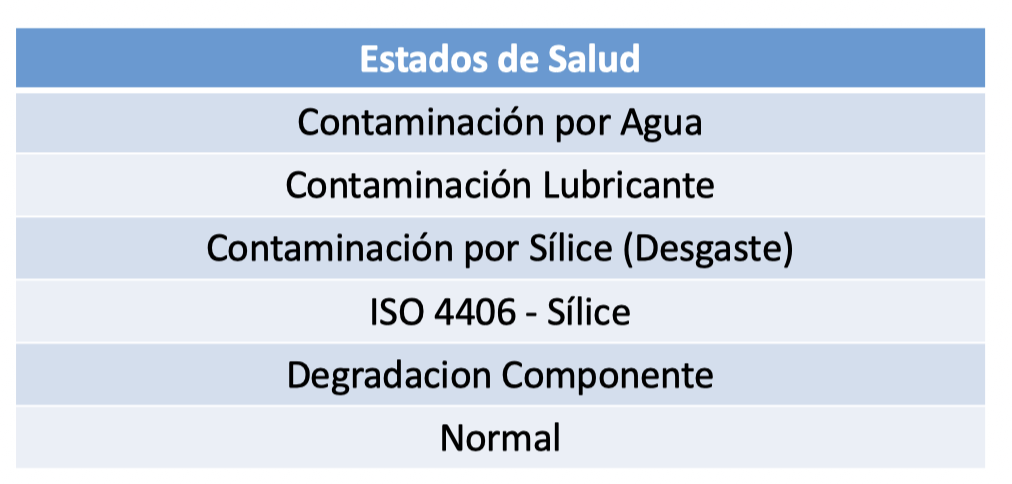 Estados de Salud
Contaminación por Agua
Contaminación Lubricante
Contaminación por Sílice (Desgaste)
ISO 4406 - Sílice
Degradacion Componente
Normal